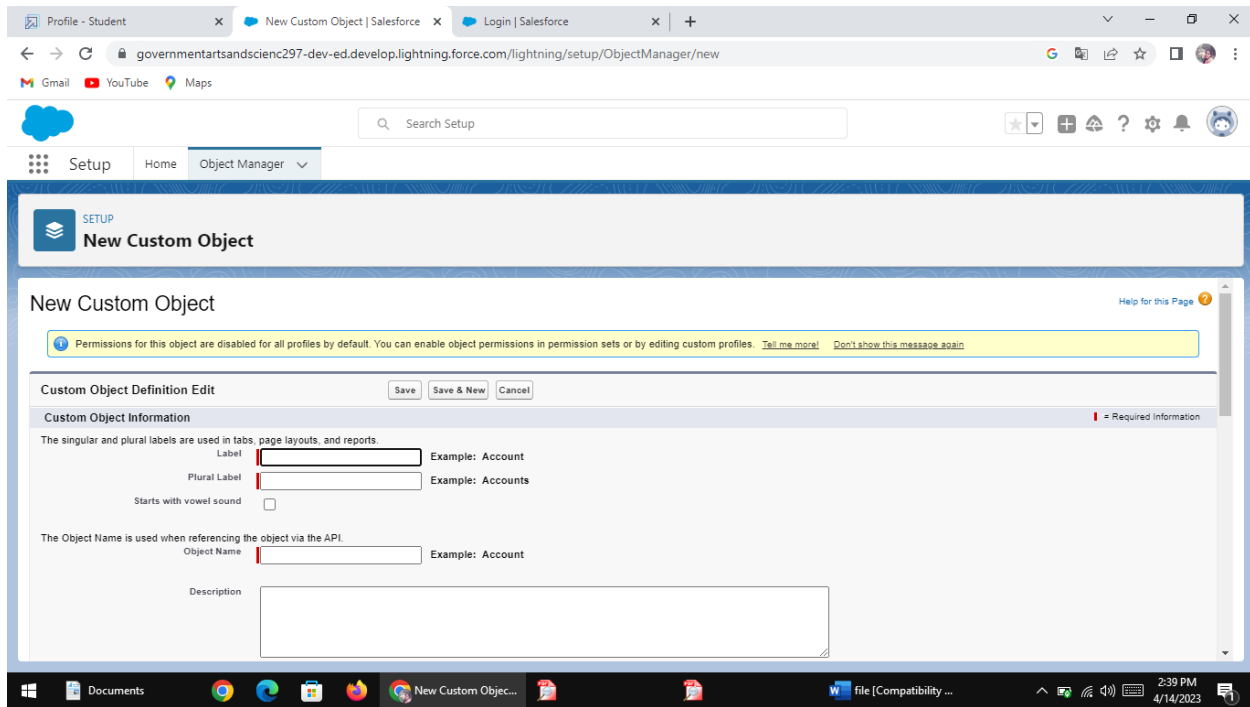 Profile - Student
New Custom Object | Salesforce
Login | Salesforce
governmentartsandscienc297-dev-ed.develop.lightning.force.com/lightning/setup/ObjectManager/new
Gmail YouTube Maps
Search Setup
Setup Home Object Manager
SETUP
New Custom Object
New Custom Object
Help for this Page
Permissions for this object are disabled for all profiles by default. You can enable object permissions in permission sets or by editing custom profiles. Tell me more! Don't show this message again
Custom Object Definition Edit Save Save & New Cancel
Custom Object Information = Required Information
The singular and plural labels are used in tabs, page layouts, and reports.
Label Example: Account
Plural Label Example: Accounts
Starts with vowel sound
The Object Name is used when referencing the object via the API.
Object Name Example: Account
Description
Documents New Custom Objec... file [Compatibility ... 2:39 PM
4/14/2023